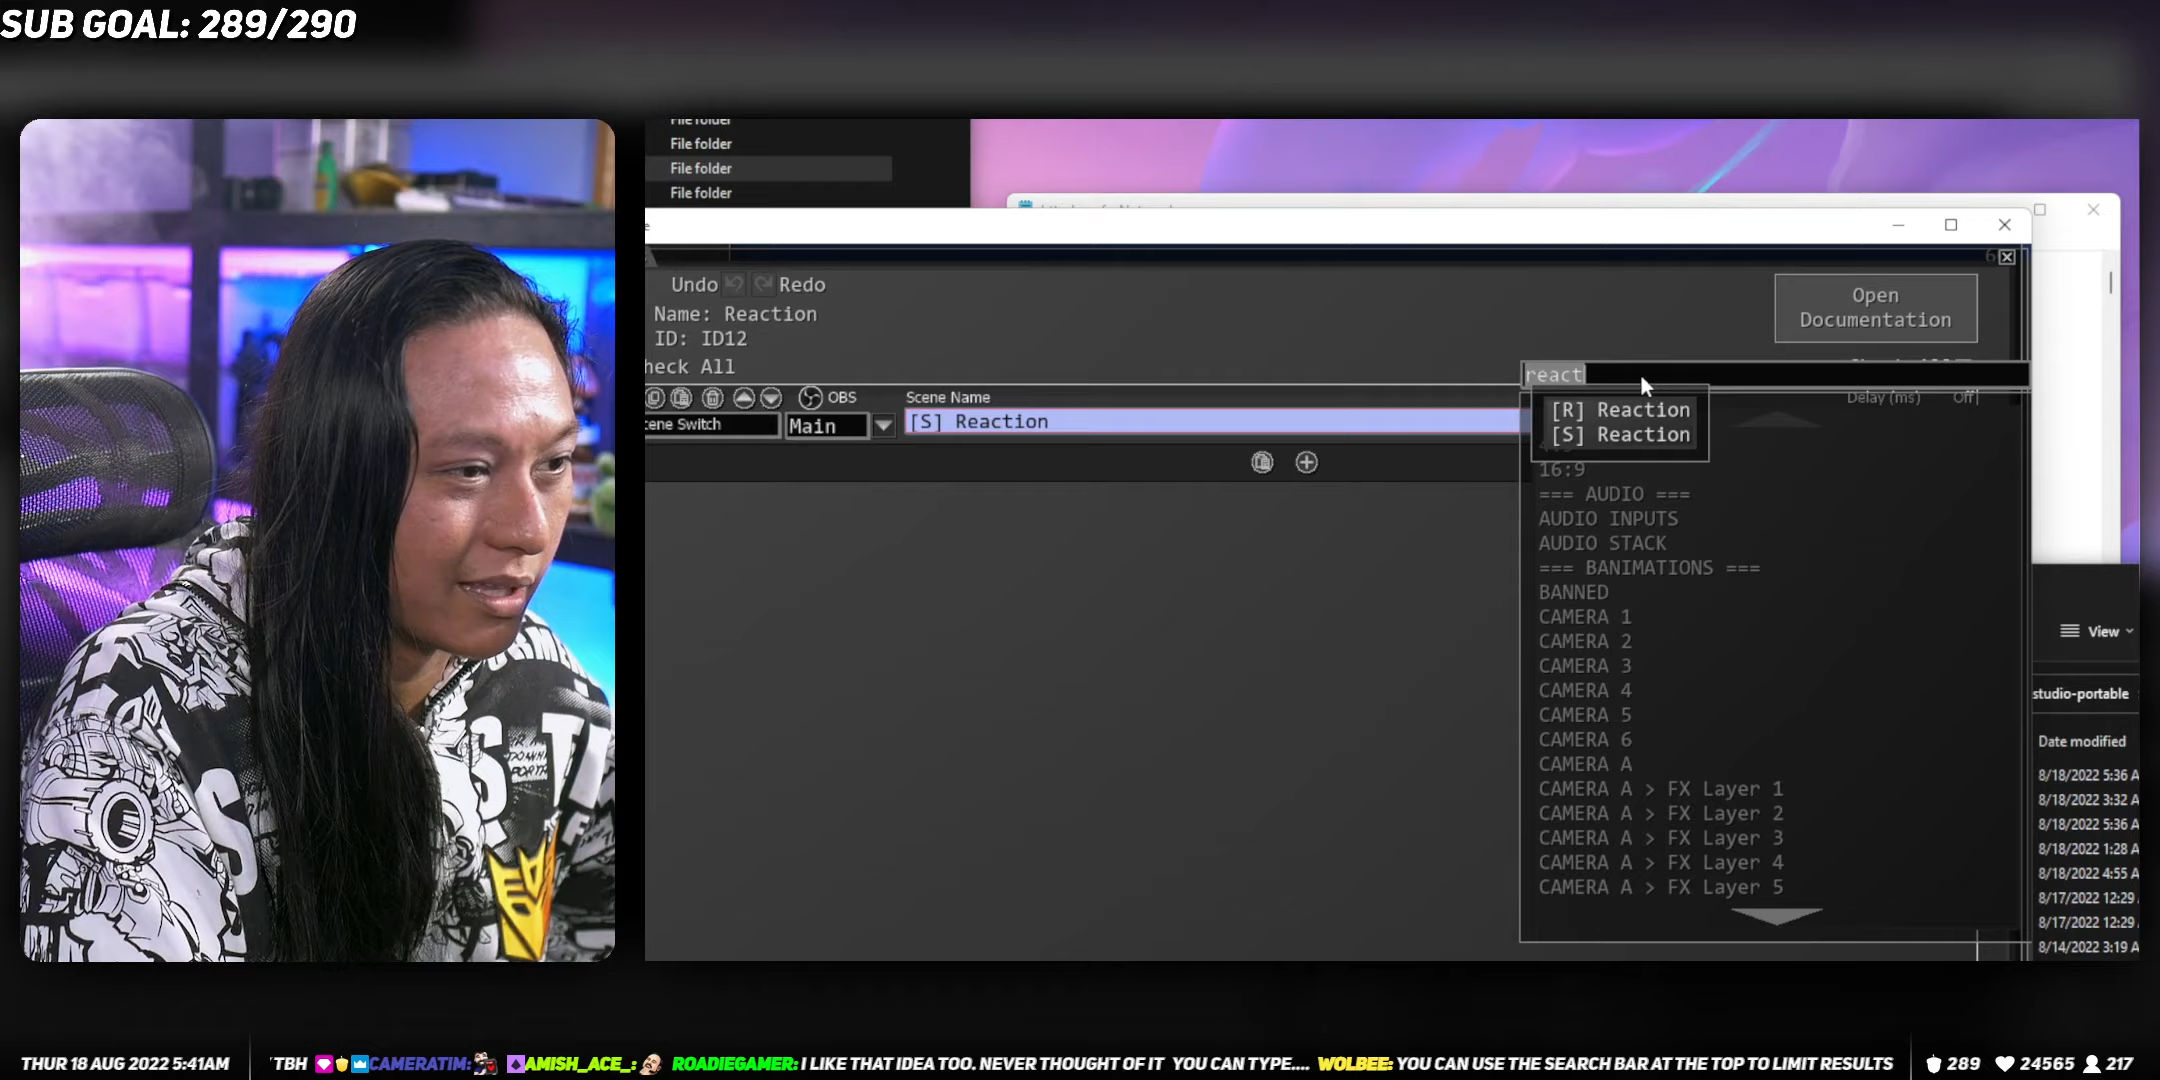 SUB GOAL: 289/290
File folder
File folder
File folder
File folder
Undo
Redo
Name: Reaction
ID: ID12
heck All
OBS
Scene Name
cene Switch
Main
[S] Reaction
Open
Documentation
Delay (ms)
Off
react
[R] Reaction
[S] Reaction
16:9
=== AUDIO ===
AUDIO INPUTS
AUDIO STACK
=== BANIMATIONS ===
BANNED
CAMERA 1
CAMERA 2
CAMERA 3
CAMERA 4
CAMERA 5
CAMERA 6
CAMERA A
CAMERA A > FX Layer 1
CAMERA A > FX Layer 2
CAMERA A > FX Layer 3
CAMERA A > FX Layer 4
CAMERA A > FX Layer 5
View
studio-portable
Date modified
8/18/2022 5:36 A
8/18/2022 3:32 A
8/18/2022 5:36 A
8/18/2022 1:28 A
8/18/2022 4:55 A
8/17/2022 12:29
8/17/2022 12:29
8/14/2022 3:19 A
THUR 18 AUG 2022 5:41AM
TBH CAMERATIM: AMISH_ACE_: ROADIEGAMER: I LIKE THAT IDEA TOO. NEVER THOUGHT OF IT YOU CAN TYPE.... WOLBEE: YOU CAN USE THE SEARCH BAR AT THE TOP TO LIMIT RESULTS
289 24565 217